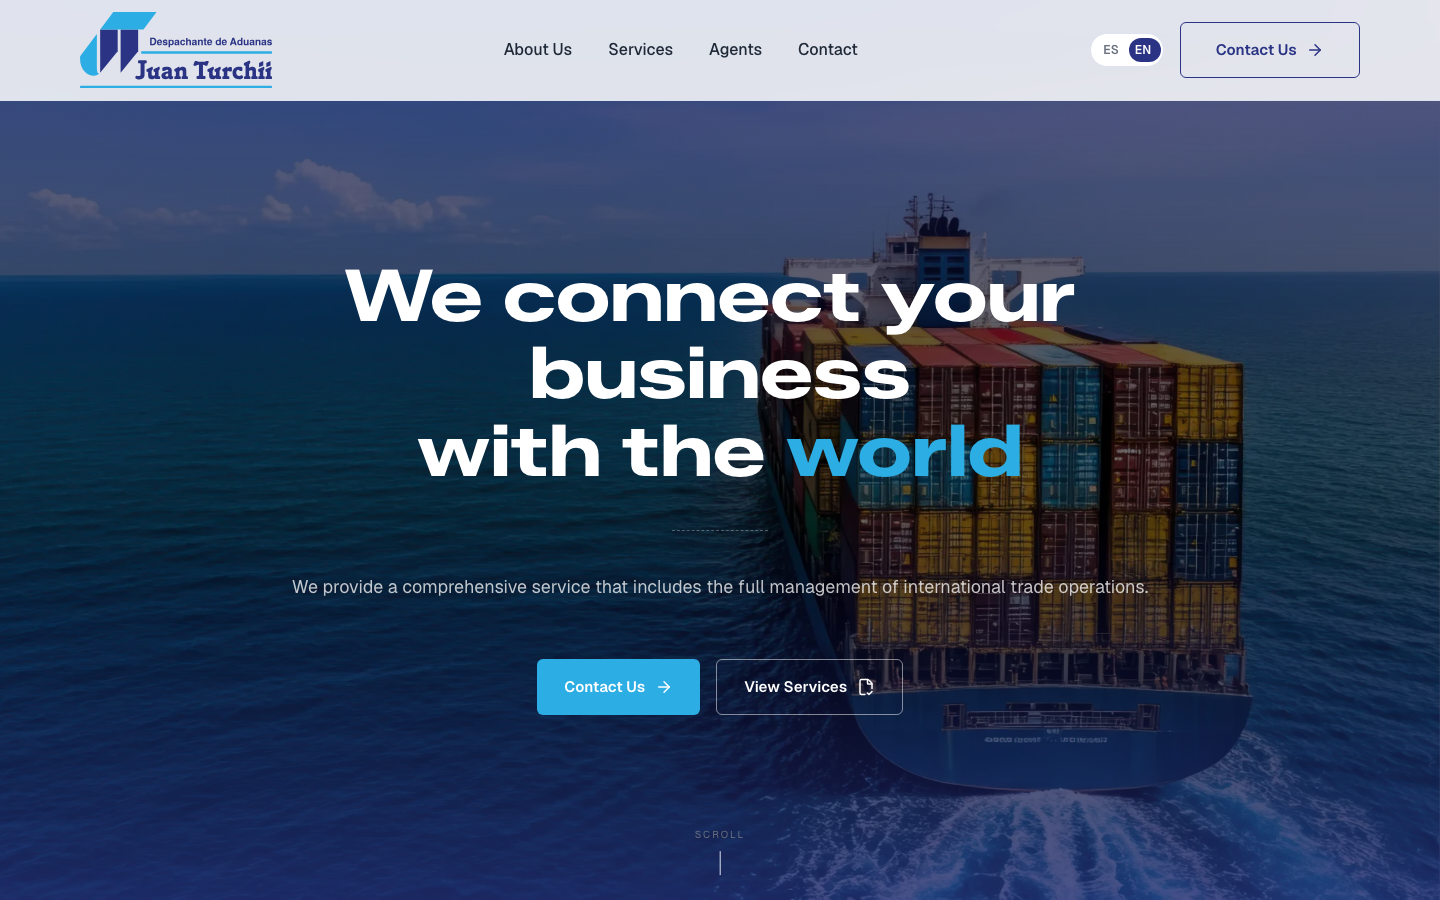 Despachante de Aduanas
Juan Turchii
About Us
Services
Agents
Contact
ES
EN
Contact Us
We connect your
business
with the world
We provide a comprehensive service that includes the full management of international trade operations.
Contact Us
View Services
SCROLL